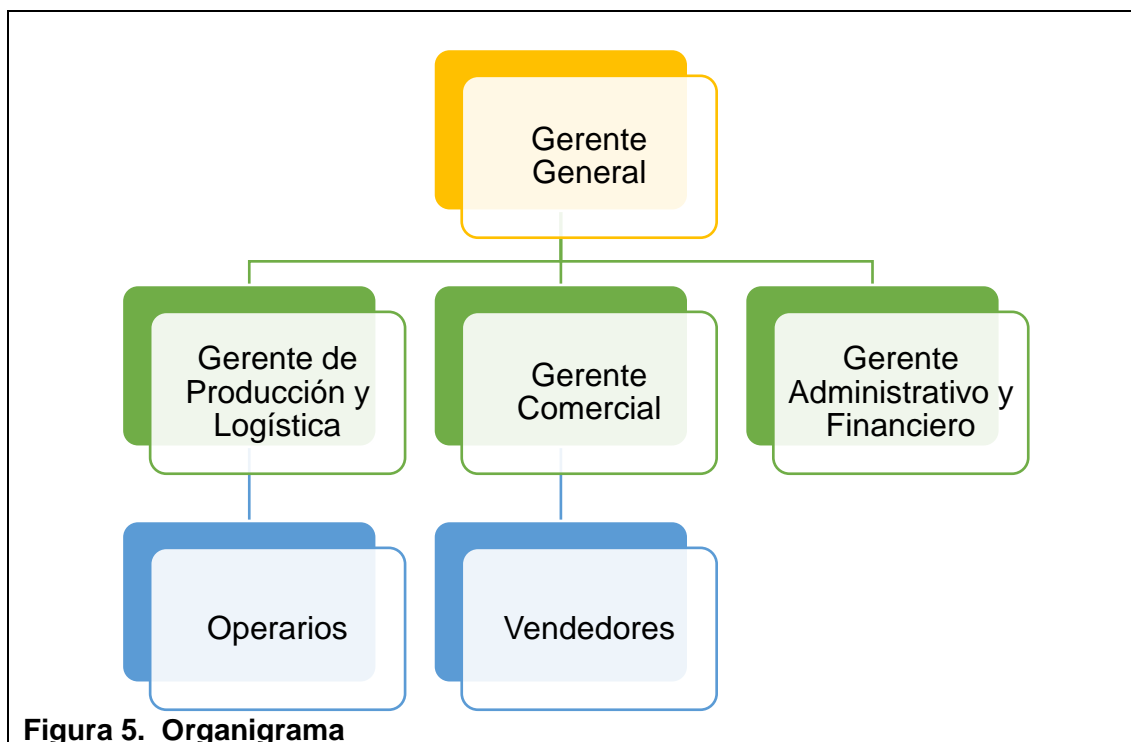 Gerente
General
Gerente de
Producción y
Logística
Gerente
Comercial
Gerente
Administrativo y
Financiero
Operarios
Vendedores
Figura 5. Organigrama